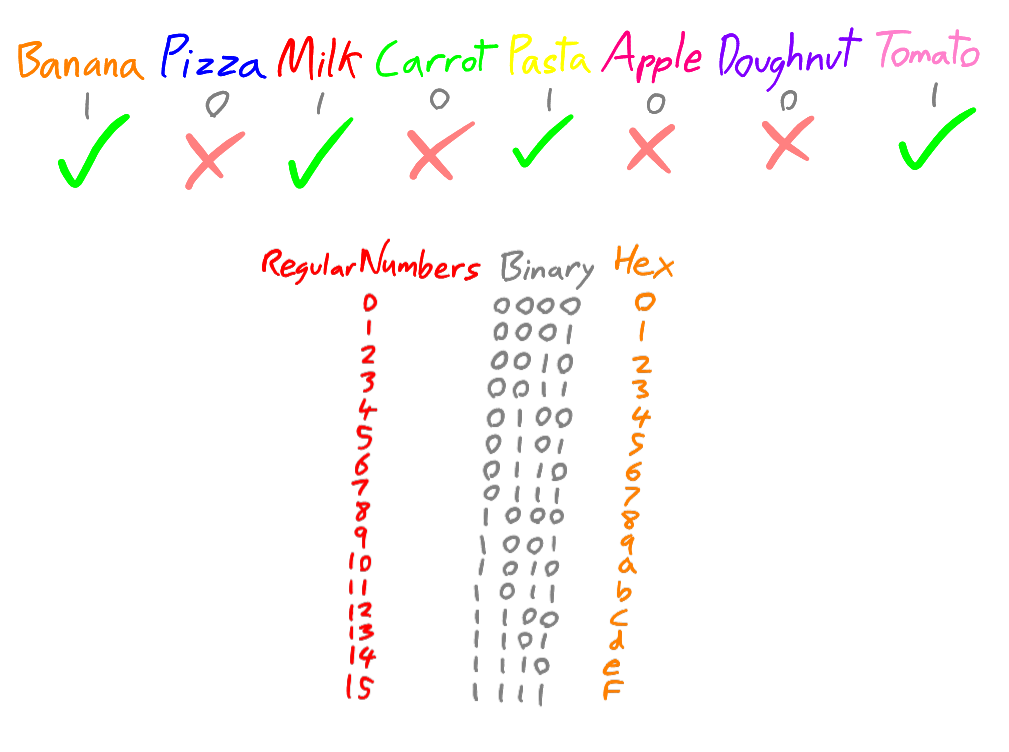 Banana Pizza Milk Carrot Pasta Apple Doughnut Tomato
1 0 1 0 1 0 0 1
Regular Numbers Binary Hex
0 0000 0
1 0001 1
2 0010 2
3 0011 3
4 0100 4
5 0101 5
6 0110 6
7 0111 7
8 1000 8
9 1001 9
10 1010 a
11 1011 b
12 1100 c
13 1101 d
14 1110 e
15 1111 F